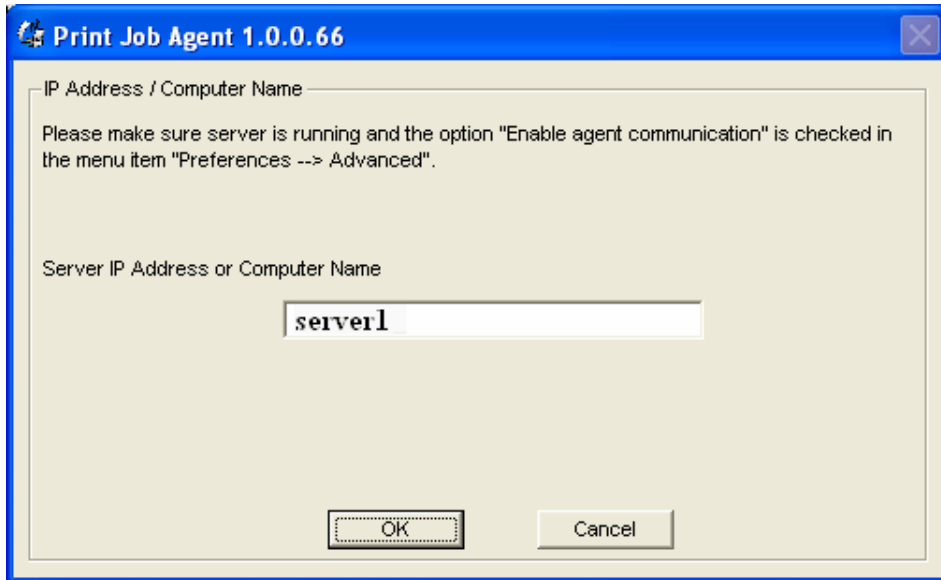 Print Job Agent 1.0.0.66
IP Address / Computer Name
Please make sure server is running and the option "Enable agent communication" is checked in
the menu item "Preferences --> Advanced".
Server IP Address or Computer Name
server1
OK
Cancel